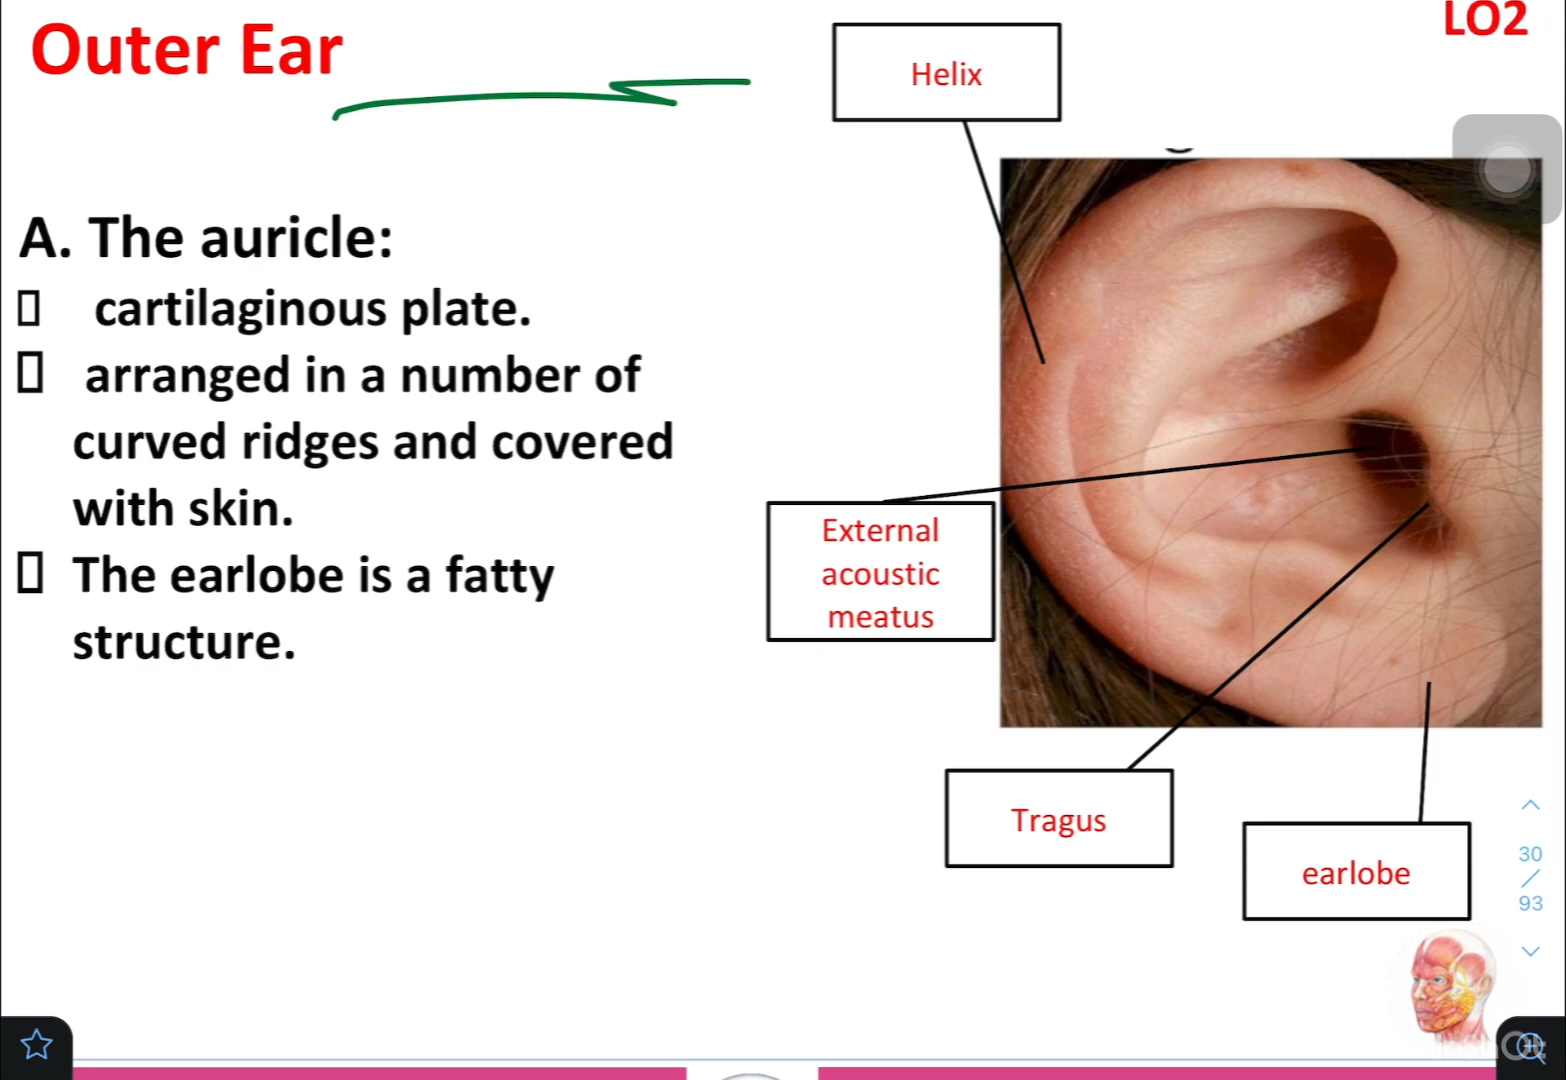 Outer Ear
LO2
Helix
A. The auricle:
cartilaginous plate.
arranged in a number of
curved ridges and covered
with skin.
The earlobe is a fatty
structure.
External
acoustic
meatus
Tragus
earlobe
30
/
93